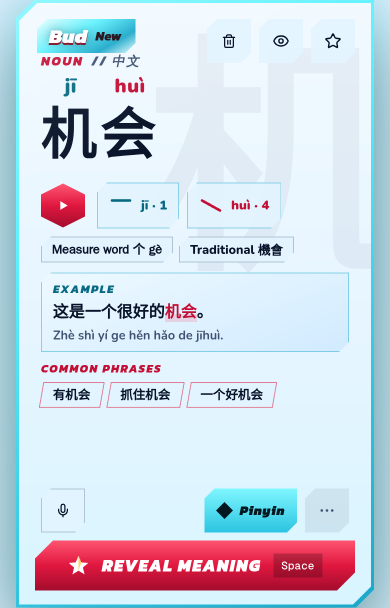 Bud New
NOUN // 中文
jī huì
机会
jī · 1 huì · 4
Measure word 个 gè Traditional 機會
EXAMPLE
这是一个很好的机会。
Zhè shì yí ge hěn hǎo de jīhuì.
COMMON PHRASES
有机会 抓住机会 一个好机会
Pinyin ...
REVEAL MEANING Space